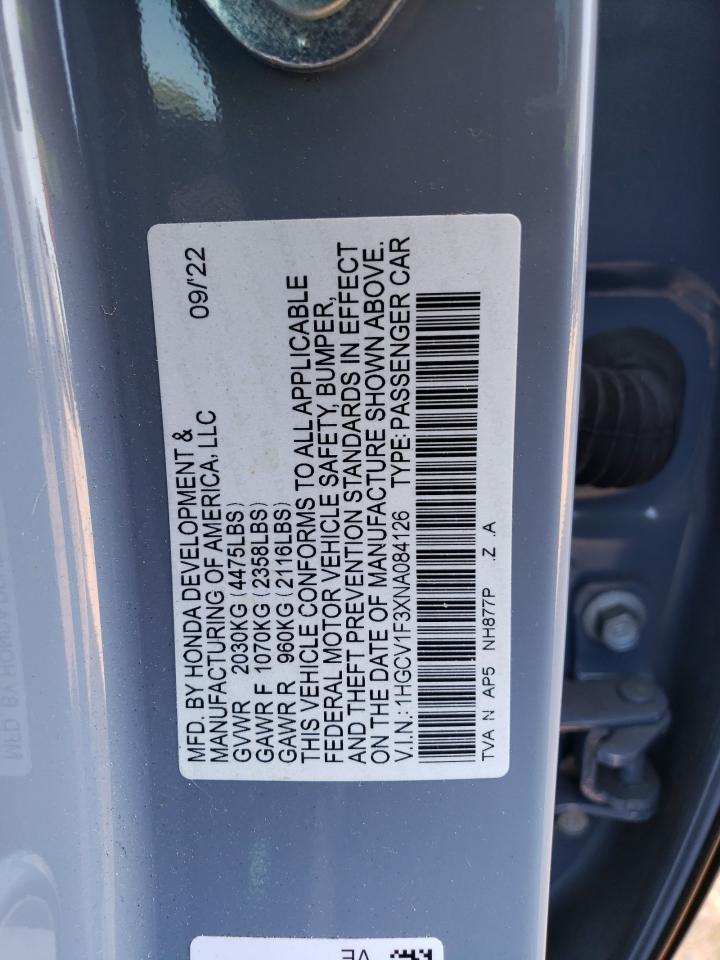 MFD. BY HONDA DEVELOPMENT & 09/'22
MANUFACTURING OF AMERICA, LLC
GVWR 2030KG (4475LBS)
GAWR F 1070KG (2358LBS)
GAWR R 960KG (2116LBS)
THIS VEHICLE CONFORMS TO ALL APPLICABLE
FEDERAL MOTOR VEHICLE SAFETY, BUMPER,
AND THEFT PREVENTION STANDARDS IN EFFECT
ON THE DATE OF MANUFACTURE SHOWN ABOVE.
V.I.N.:1HGCV1F3XNA084126 TYPE:PASSENGER CAR
TVA N AP5 NH877P .Z .A
VE